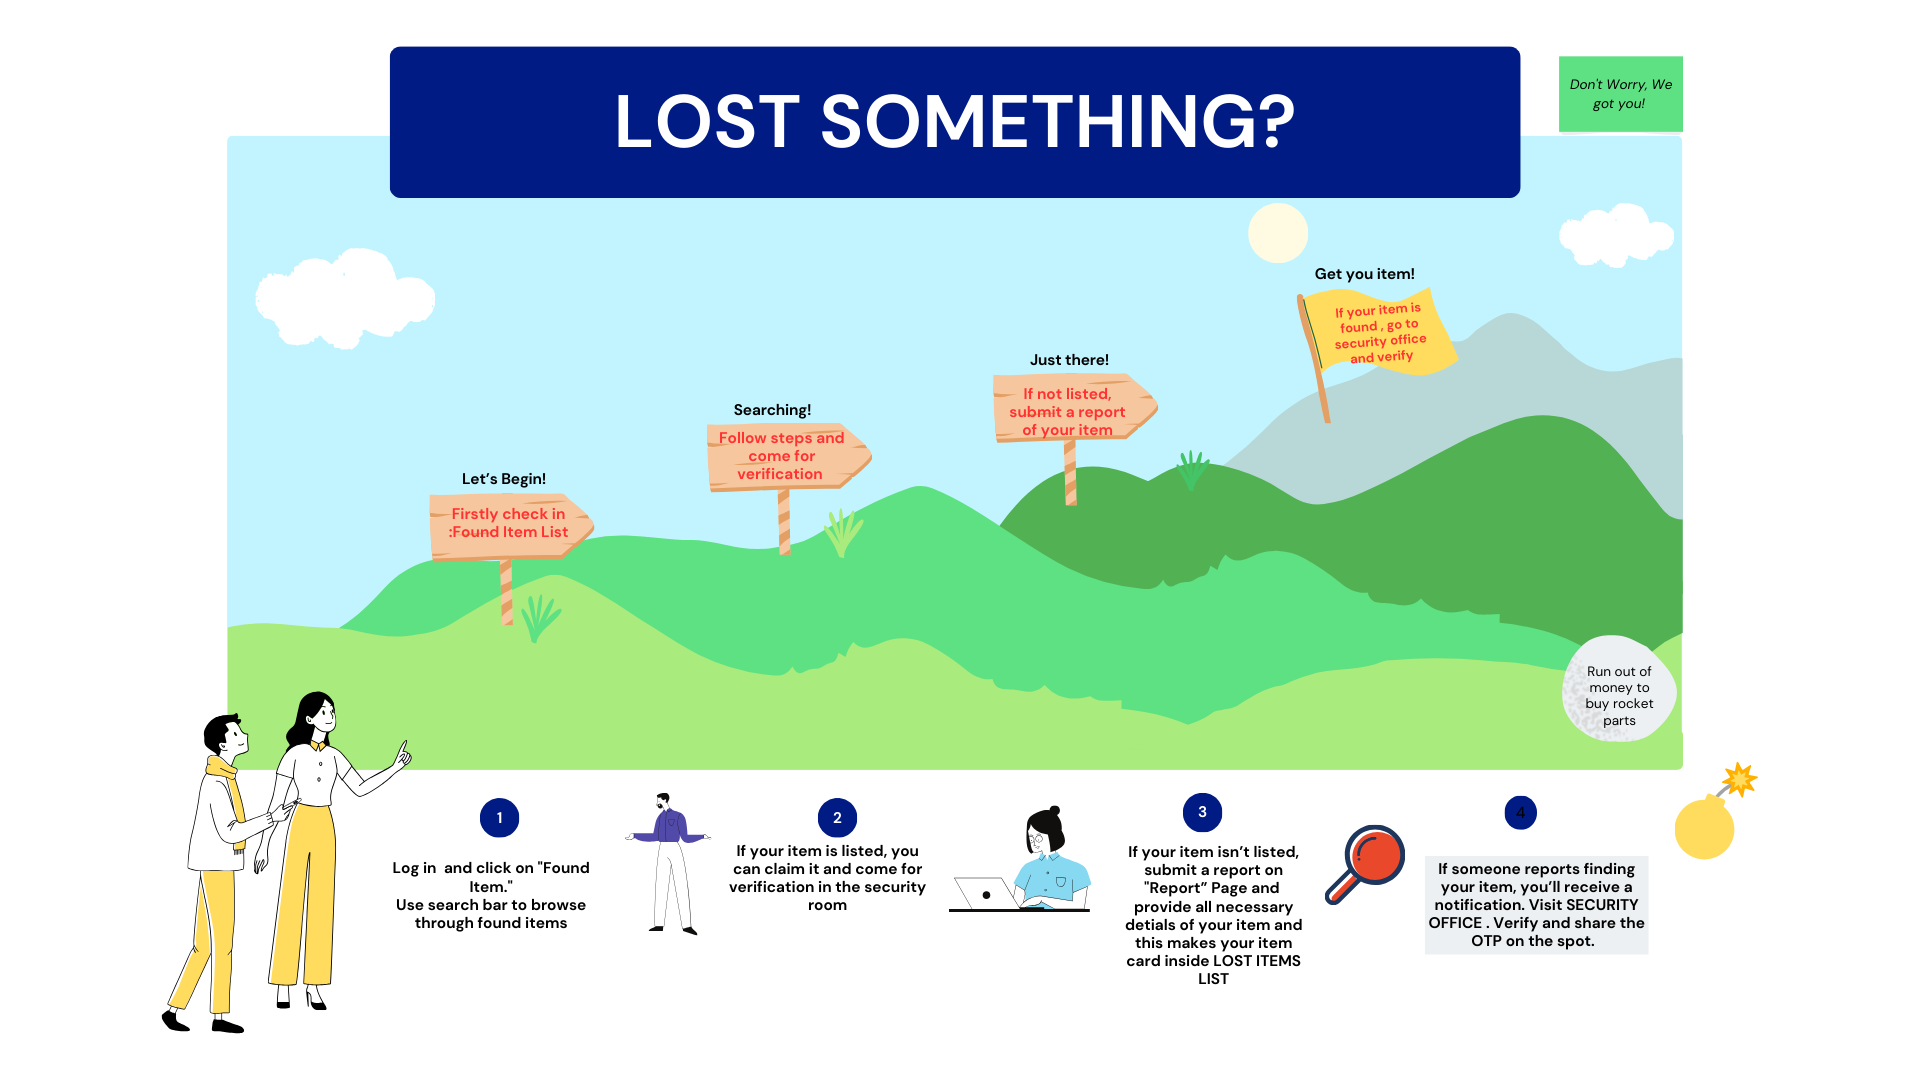 LOST SOMETHING?
Don't Worry, We
got you!
Get you item!
If your item is
found , go to
security office
and verify
Just there!
If not listed,
submit a report
of your item
Searching!
Follow steps and
come for
verification
Let’s Begin!
Firstly check in
:Found Item List
Run out of
money to
buy rocket
parts
1
Log in  and click on "Found
Item."
Use search bar to browse
through found items
2
If your item is listed, you
can claim it and come for
verification in the security
room
3
If your item isn’t listed,
submit a report on
"Report” Page and
provide all necessary
detials of your item and
this makes your item
card inside LOST ITEMS
LIST
4
If someone reports finding
your item, you’ll receive a
notification. Visit SECURITY
OFFICE . Verify and share the
OTP on the spot.